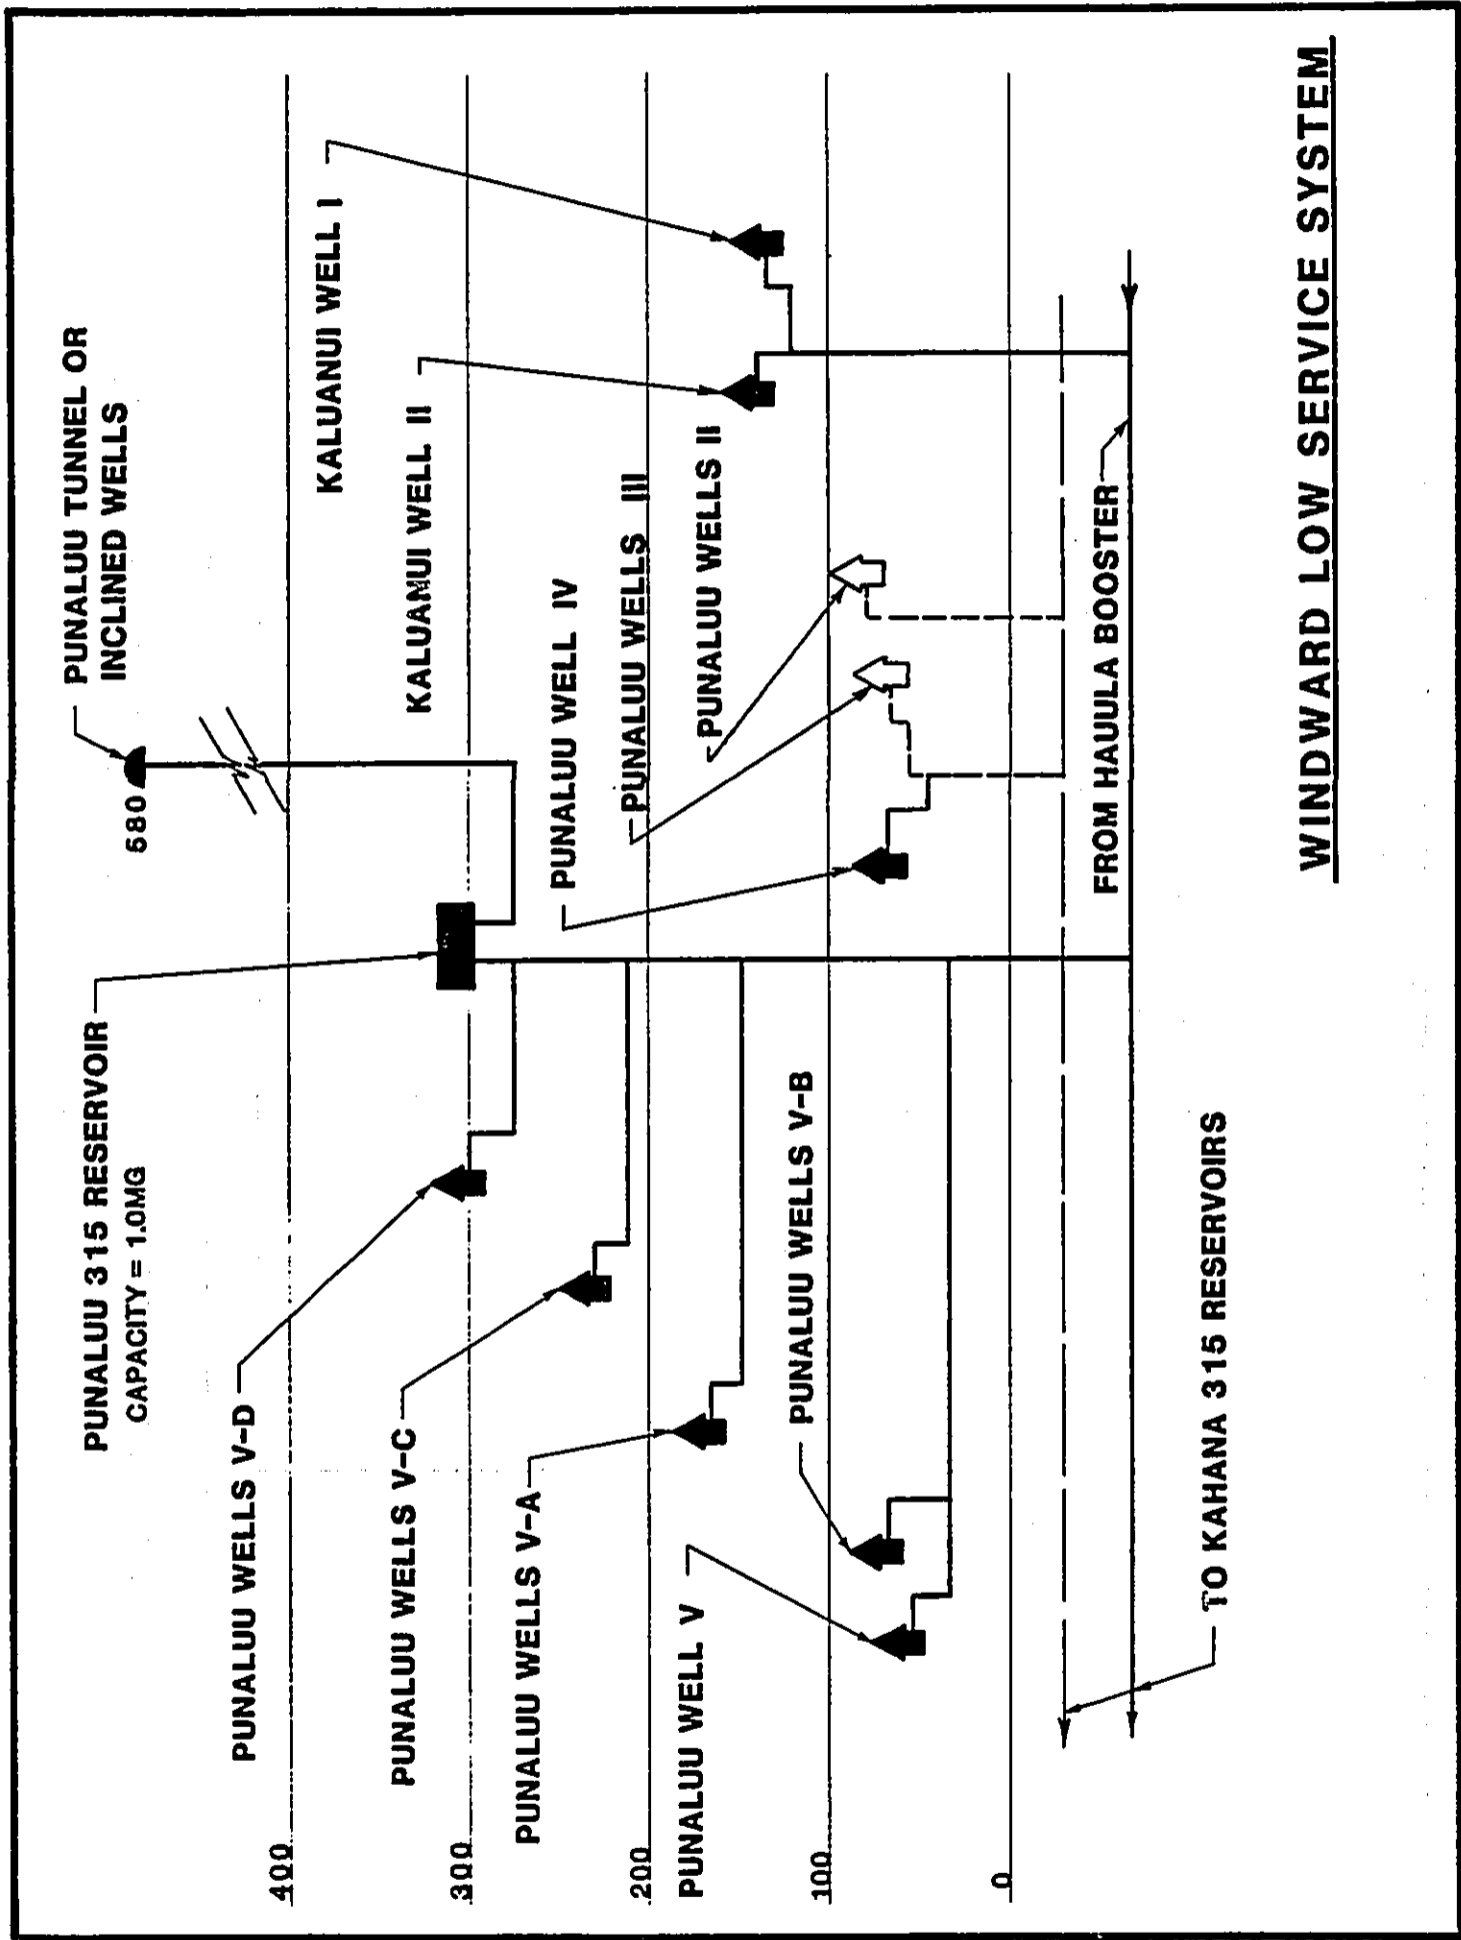 PUNALUU TUNNEL OR
INCLINED WELLS
580
PUNALUU 315 RESERVOIR
CAPACITY = 1.0MG
400
PUNALUU WELLS V-D
KALUANUI WELL I
300
PUNALUU WELLS V-C
KALUANUI WELL II
PUNALUU WELLS V-A
PUNALUU WELL IV
200
PUNALUU WELLS III
PUNALUU WELL V
PUNALUU WELLS II
PUNALUU WELLS V-B
100
0
FROM HAUULA BOOSTER
TO KAHANA 315 RESERVOIRS
WINDWARD LOW SERVICE SYSTEM